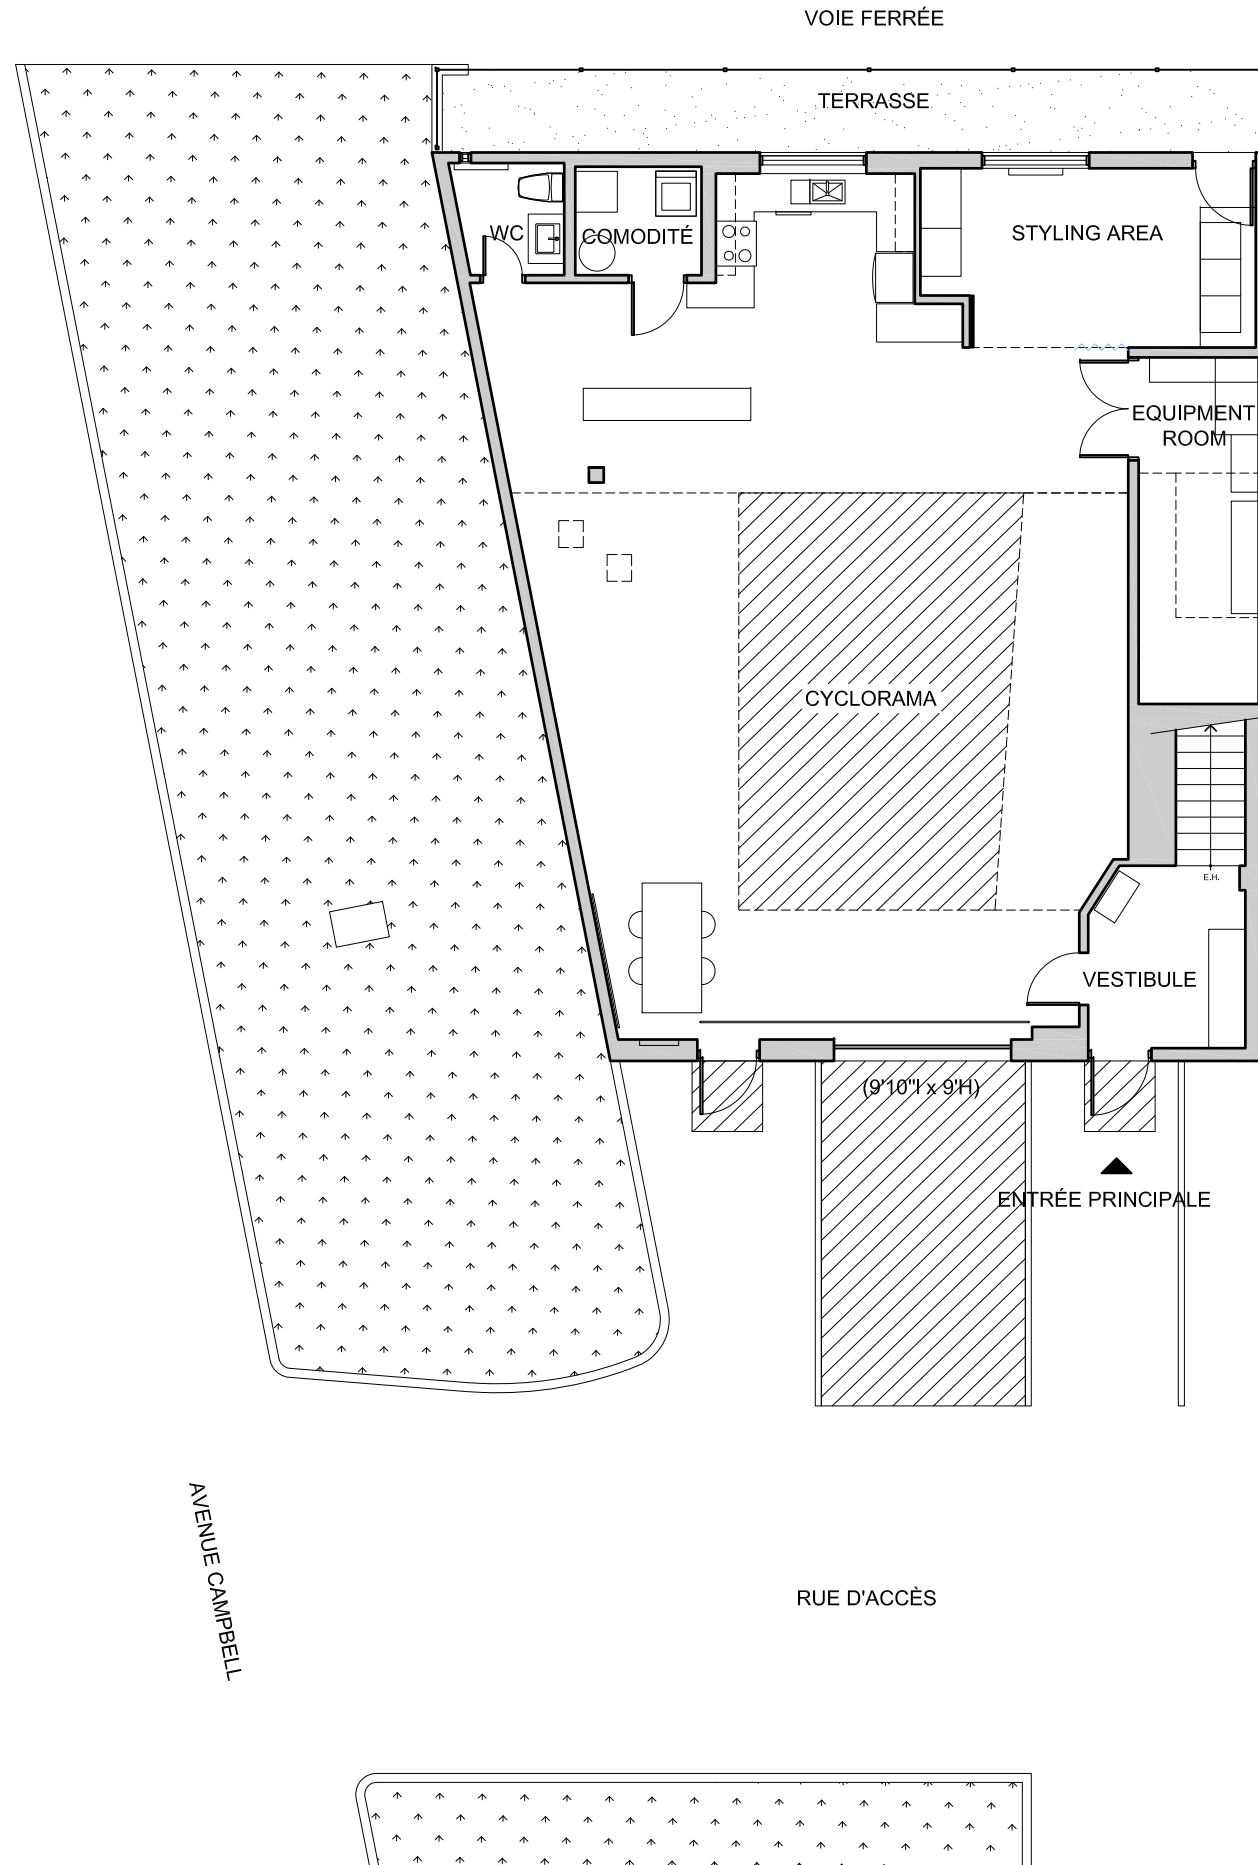 VOIE FERRÉE
TERRASSE
WC
COMODITÉ
STYLING AREA
EQUIPMENT
ROOM
CYCLORAMA
E.H.
VESTIBULE
(9'10"l x 9'H)
ENTRÉE PRINCIPALE
AVENUE CAMPBELL
RUE D'ACCÈS